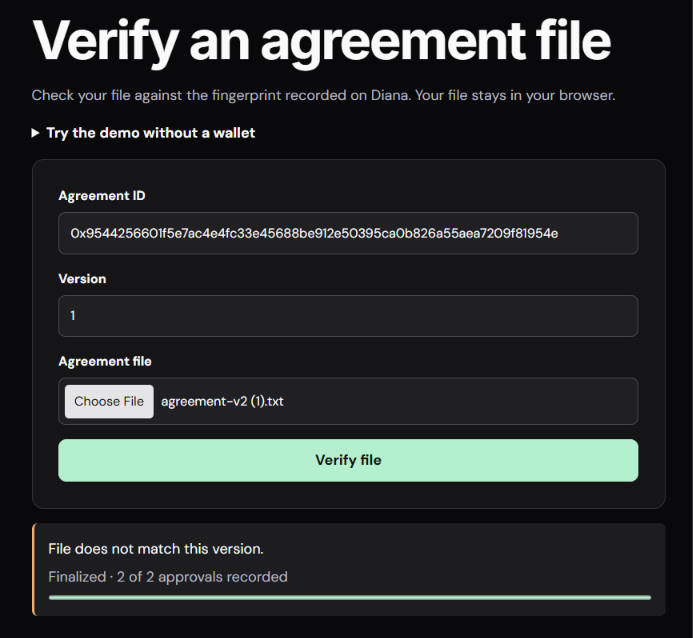 Verify an agreement file
Check your file against the fingerprint recorded on Diana. Your file stays in your browser.
▶ Try the demo without a wallet
Agreement ID
0x9544256601f5e7ac4e4fc33e45688be912e50395ca0b826a55aea7209f81954e
Version
1
Agreement file
Choose File agreement-v2 (1).txt
Verify file
File does not match this version.
Finalized · 2 of 2 approvals recorded